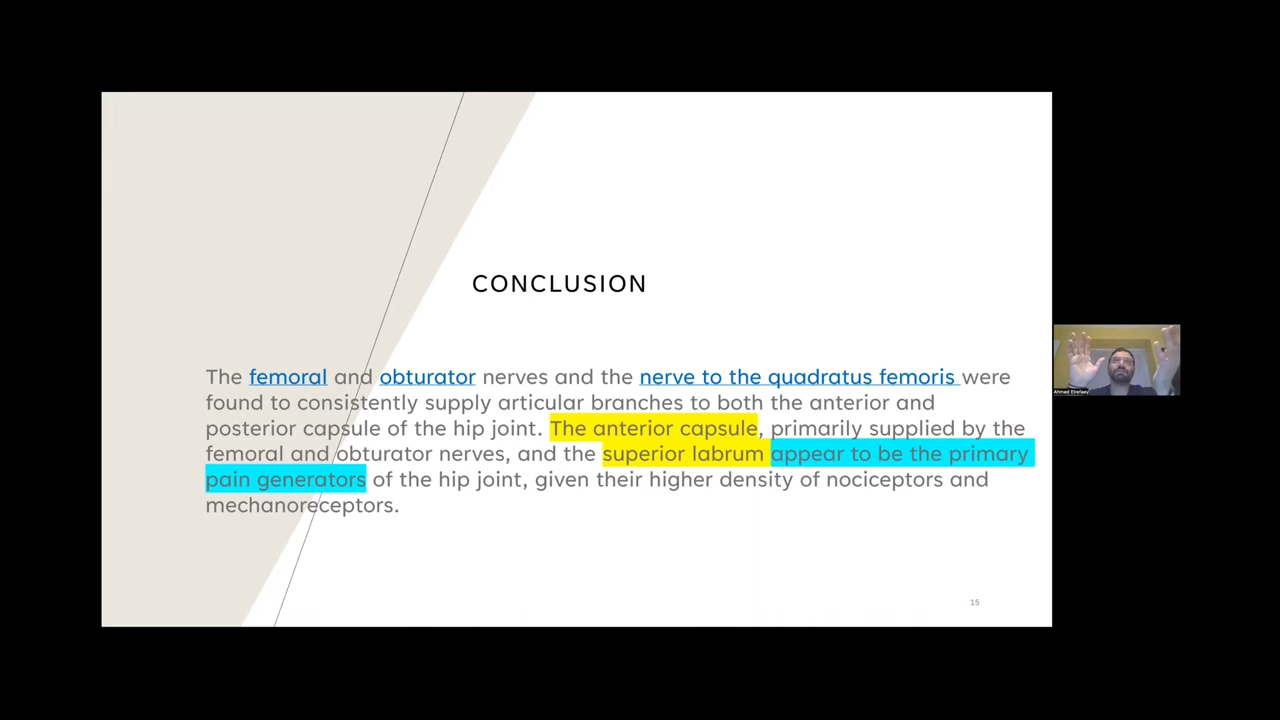 CONCLUSION
The femoral and obturator nerves and the nerve to the quadratus femoris were
found to consistently supply articular branches to both the anterior and
posterior capsule of the hip joint. The anterior capsule, primarily supplied by the
femoral and obturator nerves, and the superior labrum appear to be the primary
pain generators of the hip joint, given their higher density of nociceptors and
mechanoreceptors.
Ahmed Elrefaey
15